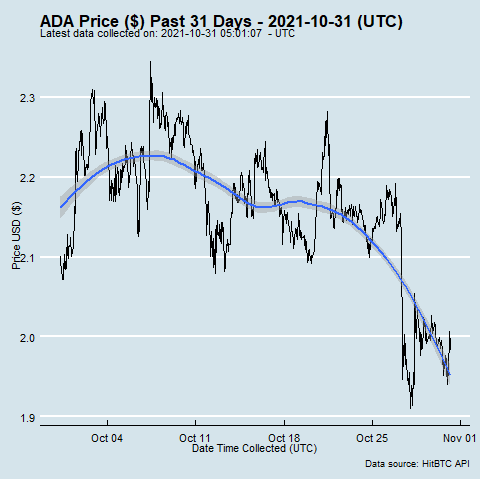 ADA Price ($) Past 31 Days - 2021-10-31 (UTC)
Latest data collected on: 2021-10-31 05:01:07  - UTC
Price USD ($)
2.3
2.2
2.1
2.0
1.9
Oct 04
Oct 11
Oct 18
Oct 25
Nov 01
Date Time Collected (UTC)
Data source: HitBTC API